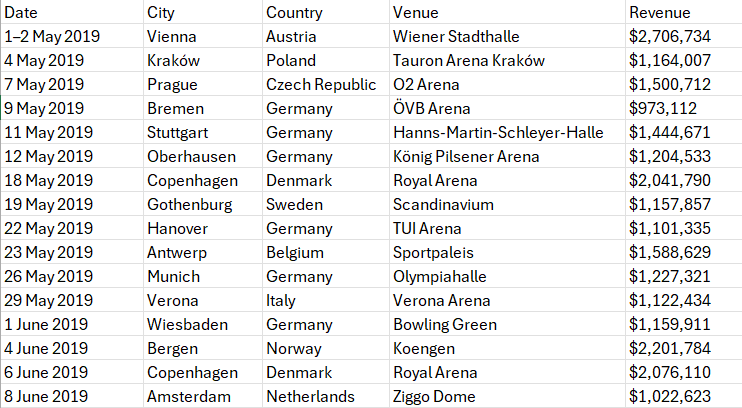 Date City Country Venue Revenue
1–2 May 2019 Vienna Austria Wiener Stadthalle $2,706,734
4 May 2019 Kraków Poland Tauron Arena Kraków $1,164,007
7 May 2019 Prague Czech Republic O2 Arena $1,500,712
9 May 2019 Bremen Germany ÖVB Arena $973,112
11 May 2019 Stuttgart Germany Hanns-Martin-Schleyer-Halle $1,444,671
12 May 2019 Oberhausen Germany König Pilsener Arena $1,204,533
18 May 2019 Copenhagen Denmark Royal Arena $2,041,790
19 May 2019 Gothenburg Sweden Scandinavium $1,157,857
22 May 2019 Hanover Germany TUI Arena $1,101,335
23 May 2019 Antwerp Belgium Sportpaleis $1,588,629
26 May 2019 Munich Germany Olympiahalle $1,227,321
29 May 2019 Verona Italy Verona Arena $1,122,434
1 June 2019 Wiesbaden Germany Bowling Green $1,159,911
4 June 2019 Bergen Norway Koengen $2,201,784
6 June 2019 Copenhagen Denmark Royal Arena $2,076,110
8 June 2019 Amsterdam Netherlands Ziggo Dome $1,022,623